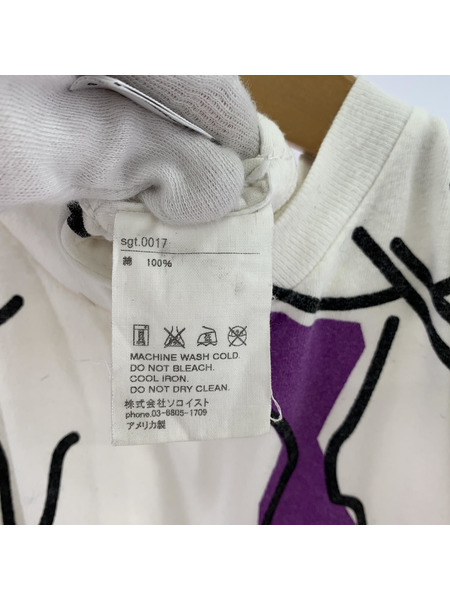 sgt.0017
綿 100%
MACHINE WASH COLD.
DO NOT BLEACH.
COOL IRON.
DO NOT DRY CLEAN.
株式会社ソコイスト
phone.03-6805-1709
アメリカ製